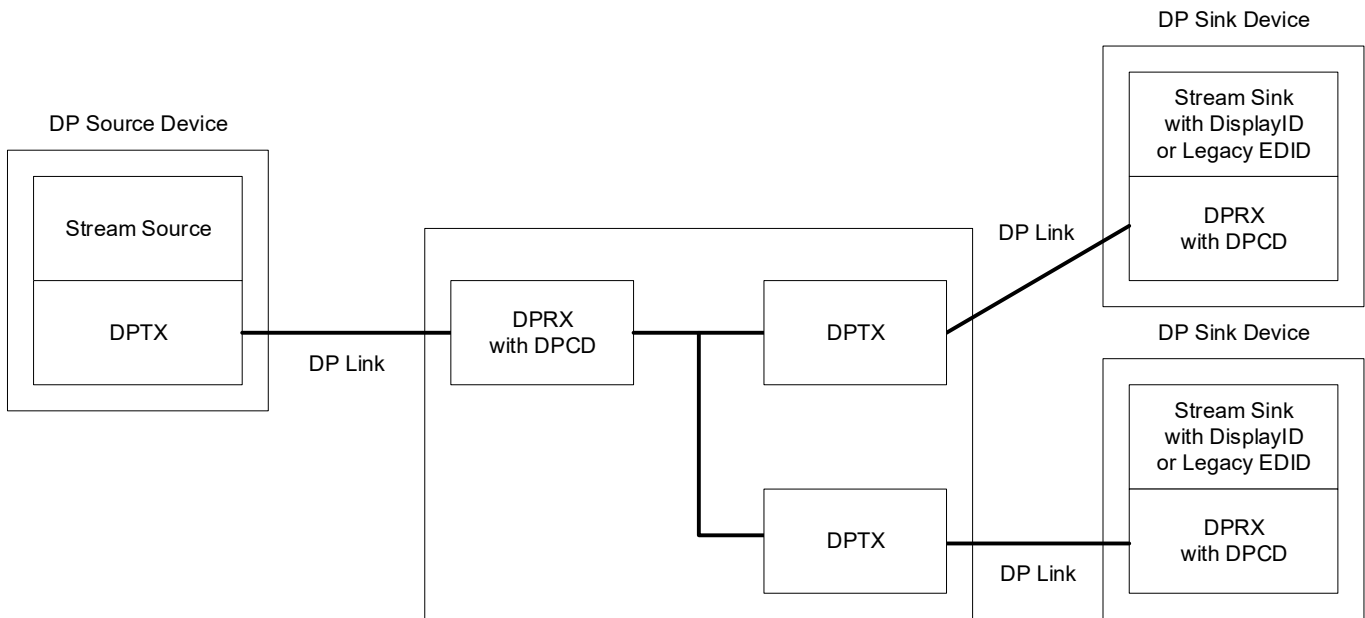 DP Source Device
Stream Source
DPTX
DP Link
DPRX
with DPCD
DPTX
DPTX
DP Link
DP Link
DP Sink Device
Stream Sink
with DisplayID
or Legacy EDID
DPRX
with DPCD
DP Sink Device
Stream Sink
with DisplayID
or Legacy EDID
DPRX
with DPCD